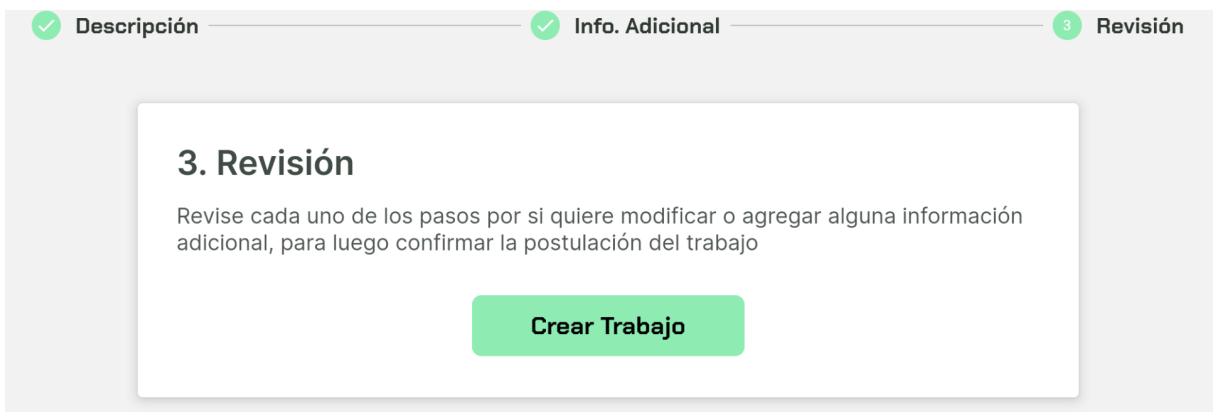 Descripción
Info. Adicional
3
Revisión
3. Revisión
Revise cada uno de los pasos por si quiere modificar o agregar alguna información
adicional, para luego confirmar la postulación del trabajo
Crear Trabajo